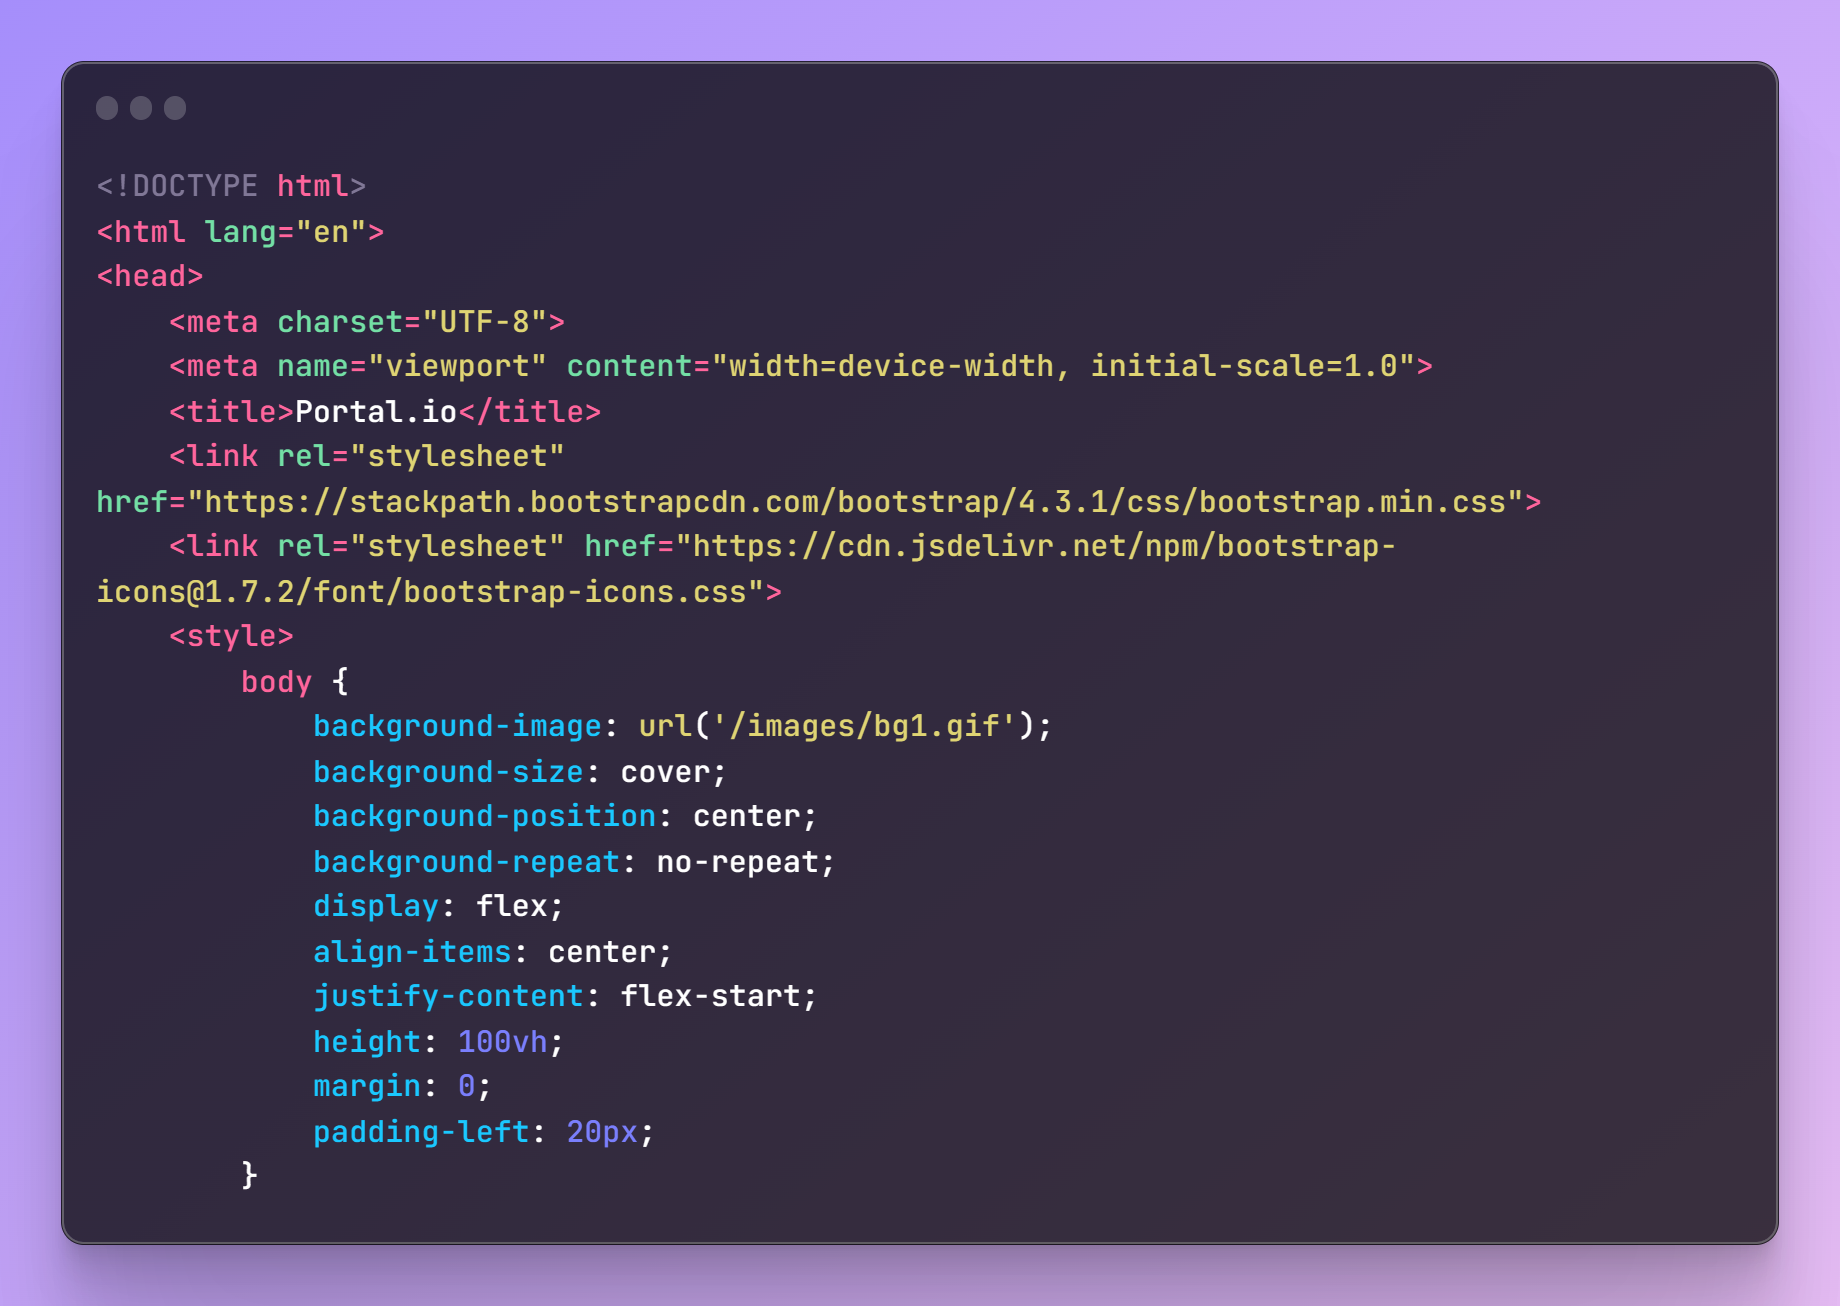 <!DOCTYPE html>
<html lang="en">
<head>
    <meta charset="UTF-8">
    <meta name="viewport" content="width=device-width, initial-scale=1.0">
    <title>Portal.io</title>
    <link rel="stylesheet"
href="https://stackpath.bootstrapcdn.com/bootstrap/4.3.1/css/bootstrap.min.css">
    <link rel="stylesheet" href="https://cdn.jsdelivr.net/npm/bootstrap-
icons@1.7.2/font/bootstrap-icons.css">
    <style>
        body {
            background-image: url('/images/bg1.gif');
            background-size: cover;
            background-position: center;
            background-repeat: no-repeat;
            display: flex;
            align-items: center;
            justify-content: flex-start;
            height: 100vh;
            margin: 0;
            padding-left: 20px;
        }